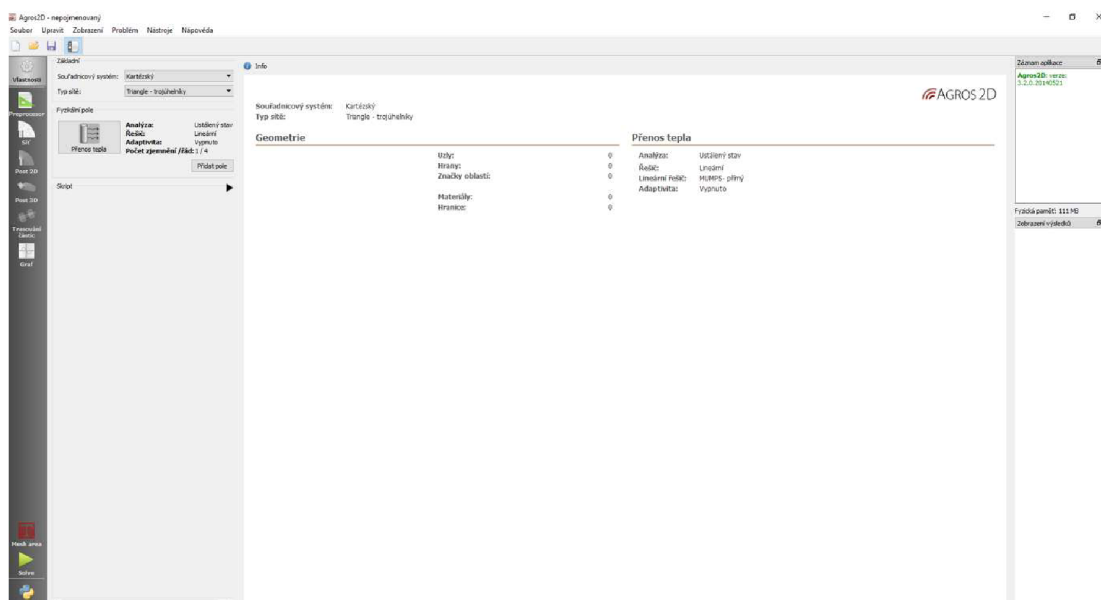 Agros2D - nepojmenovaný
Soubor Upravit Zobrazení Problém Nástroje Nápověda
Vlastnosti
Preprocessor
Síť
Post 2D
Post 3D
Trasování
částic
Graf
Mesh area
Solve
Základní
Souřadnicový systém: Kartézský
Typ sítě: Triangle - trojúhelníky
Fyzikální pole
Přenos tepla
Analýza: Ustálený stav
Řešič: Lineární
Adaptivita: Vypnuto
Počet zjemnění /řád: 1 / 4
Přidat pole
Skript
Info
AGROS 2D
Souřadnicový systém: Kartézský
Typ sítě: Triangle - trojúhelníky
Geometrie
Uzly: 0
Hrany: 0
Značky oblastí: 0
Materiály: 0
Hranice: 0
Přenos tepla
Analýza: Ustálený stav
Řešič: Lineární
Lineární řešič: MUMPS - přímý
Adaptivita: Vypnuto
Záznam aplikace
Agros2D: verze:
3.2.0.20140521
Fyzická paměť: 111 MB
Zobrazení výsledků